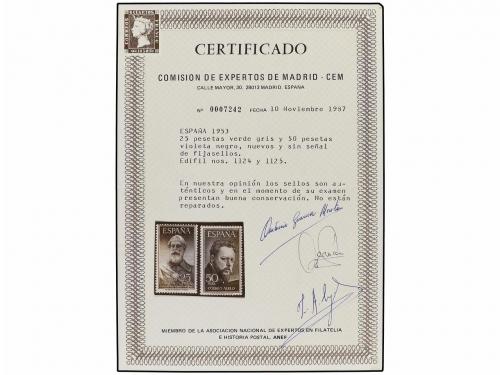 CERTIFICADO
COMISION DE EXPERTOS DE MADRID - CEM
CALLE MAYOR, 30. 28013 MADRID. ESPAÑA
Nº 0007242 FECHA 10 Noviembre 1987
ESPAÑA 1953
25 pesetas verde gris y 50 pesetas
violeta negro, nuevos y sin señal
de fijasellos.
Edifil nos. 1124 y 1125.
En nuestra opinión los sellos son au-
ténticos y en el momento de su examen
presentan buena conservación. No están
reparados.
ESPAÑA ESPAÑA
25 50
CORREO AEREO
MIEMBRO DE LA ASOCIACION NACIONAL DE EXPERTOS EN FILATELIA
E HISTORIA POSTAL. ANEF